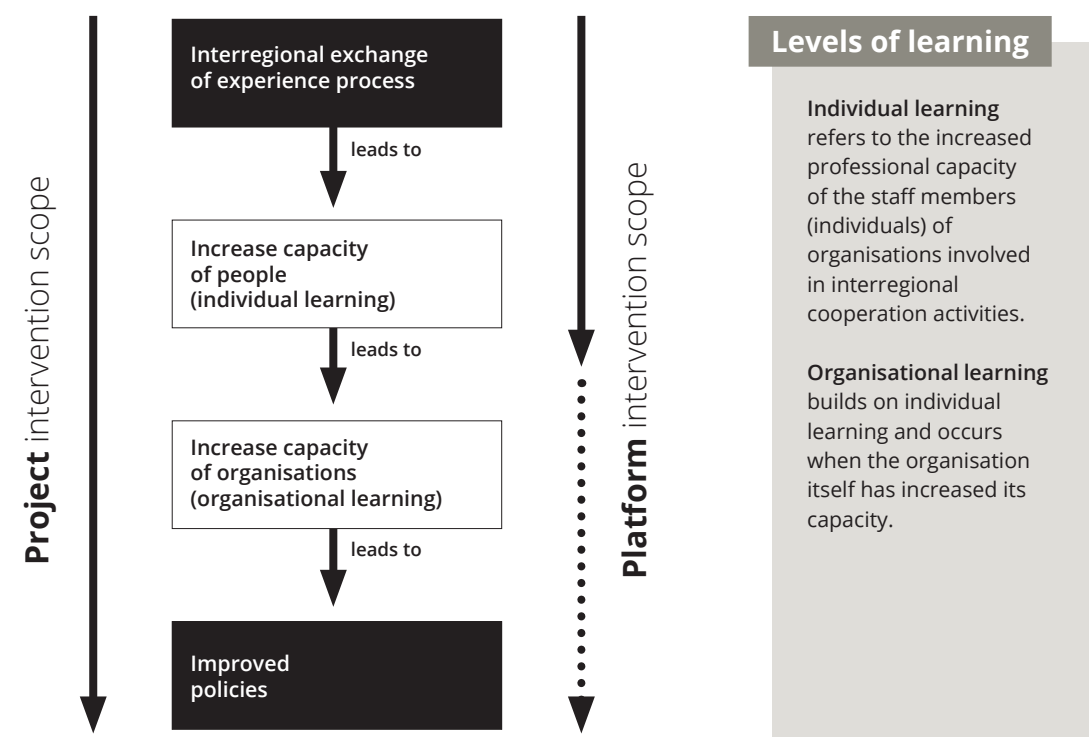 Project intervention scope
Interregional exchange
of experience process
leads to
Increase capacity
of people
(individual learning)
leads to
Increase capacity
of organisations
(organisational learning)
leads to
Improved
policies
Platform intervention scope
Levels of learning
Individual learning
refers to the increased
professional capacity
of the staff members
(individuals) of
organisations involved
in interregional
cooperation activities.
Organisational learning
builds on individual
learning and occurs
when the organisation
itself has increased its
capacity.